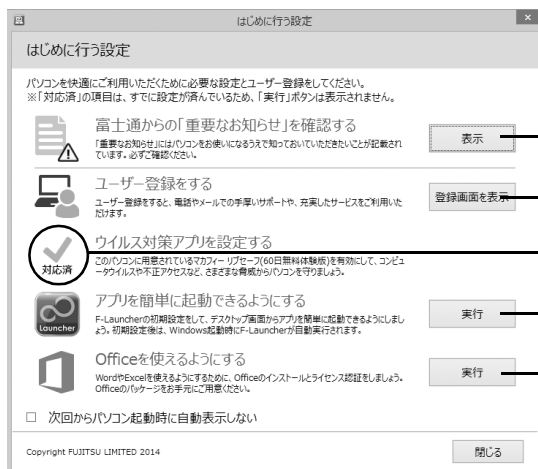 はじめに行う設定
×
はじめに行う設定
パソコンを快適にご利用いただくために必要な設定とユーザー登録をしてください。
※「対応済」の項目は、すでに設定が済んでいるため、「実行」ボタンは表示されません。
富士通からの「重要なお知らせ」を確認する
「重要なお知らせ」にはパソコンをお使いになるうえで知っておいていただきたいことが記載され
ています。必ずご確認ください。
表示
ユーザー登録をする
ユーザー登録をすると、電話やメールでの手厚いサポートや、充実したサービスをご利用いた
だけます。
登録画面を表示
ウイルス対策アプリを設定する
このパソコンに用意されているマカフィー リブセーフ(60日無料体験版)を有効にして、コンピュ
ータウイルスや不正アクセスなど、さまざまな脅威からパソコンを守りましょう。
対応済
アプリを簡単に起動できるようにする
F-Launcherの初期設定をして、デスクトップ画面からアプリを簡単に起動できるようにしまし
ょう。初期設定後は、Windows起動時にF-Launcherが自動実行されます。
Launcher
実行
Officeを使えるようにする
WordやExcelを使えるようにするために、Officeのインストールとライセンス認証をしましょう。
Officeのパッケージをお手元にご用意ください。
実行
次回からパソコン起動時に自動表示しない
Copyright FUJITSU LIMITED 2014
閉じる